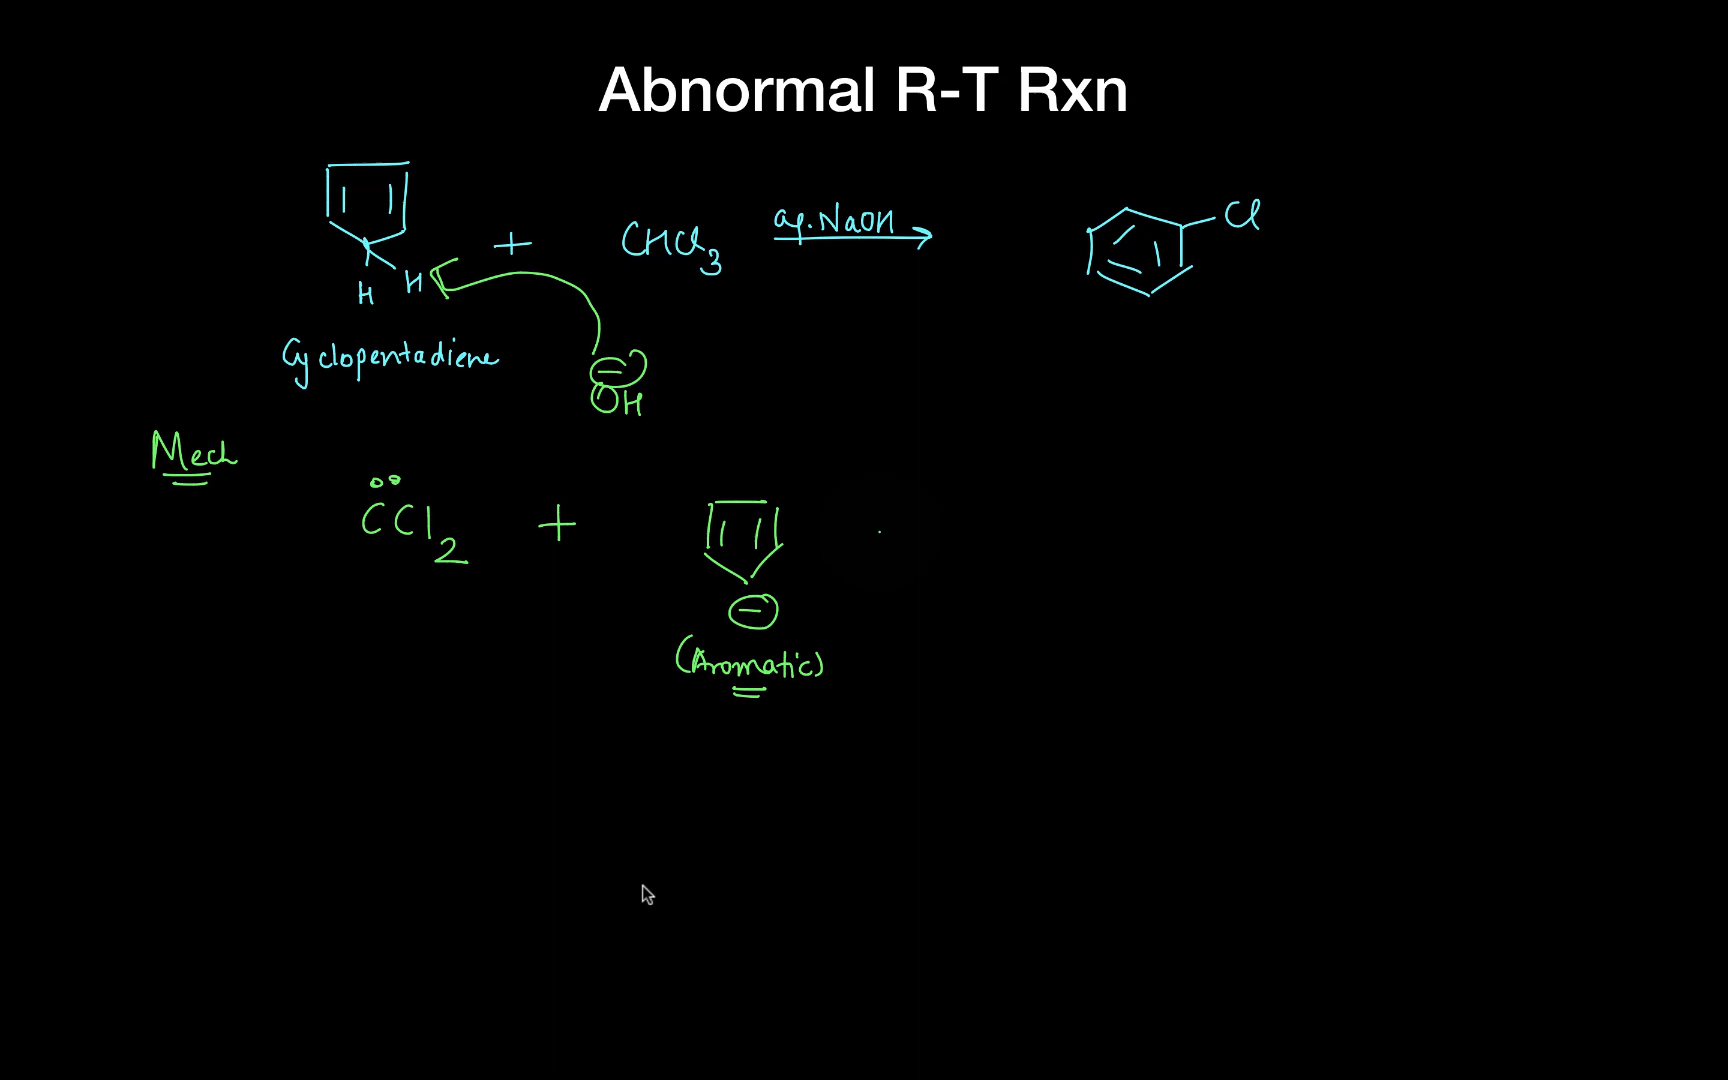 Abnormal R-T Rxn
+ CHCl3 aq. NaOH Cl
H H
Cyclopentadiene
⊖
OH
Mech
CCl2 +
⊖
(Aromatic)